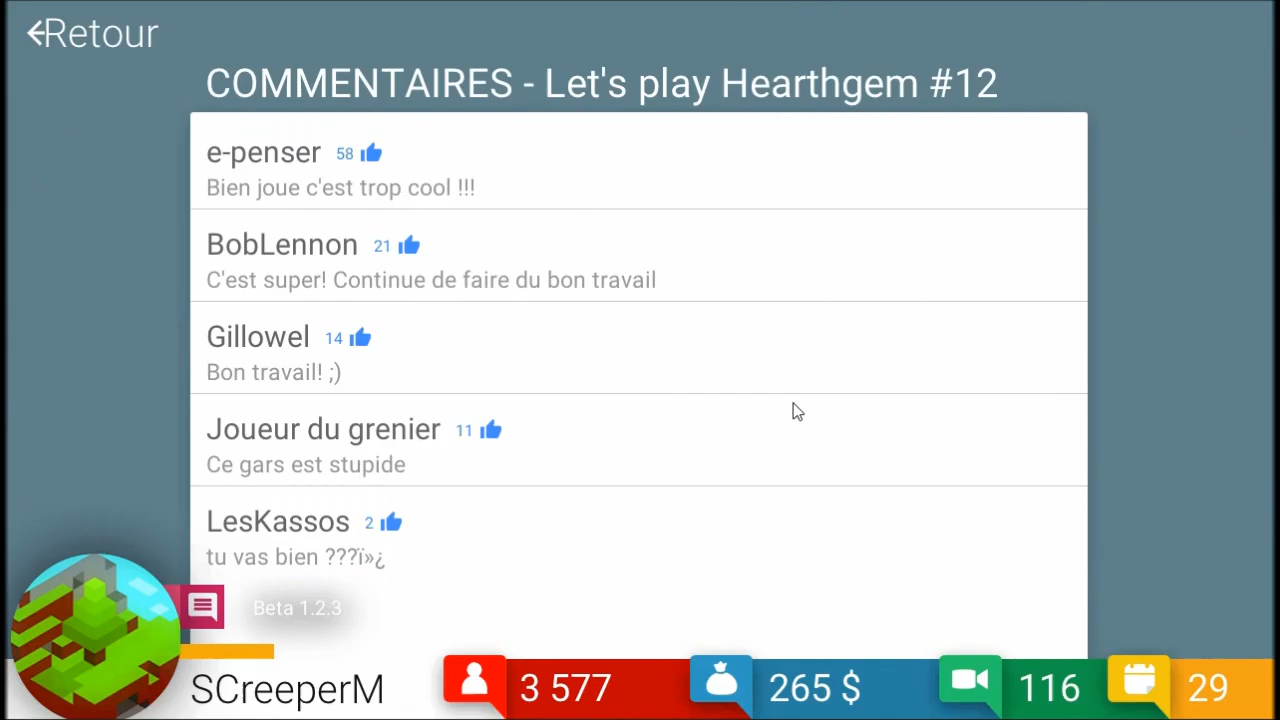 Retour
COMMENTAIRES - Let's play Hearthgem #12
e-penser 58
Bien joue c'est trop cool !!!
BobLennon 21
C'est super! Continue de faire du bon travail
Gillowel 14
Bon travail! ;)
Joueur du grenier 11
Ce gars est stupide
LesKassos 2
tu vas bien ???ï»¿
Beta 1.2.3
SCreeperM 3 577 265 $ 116 29